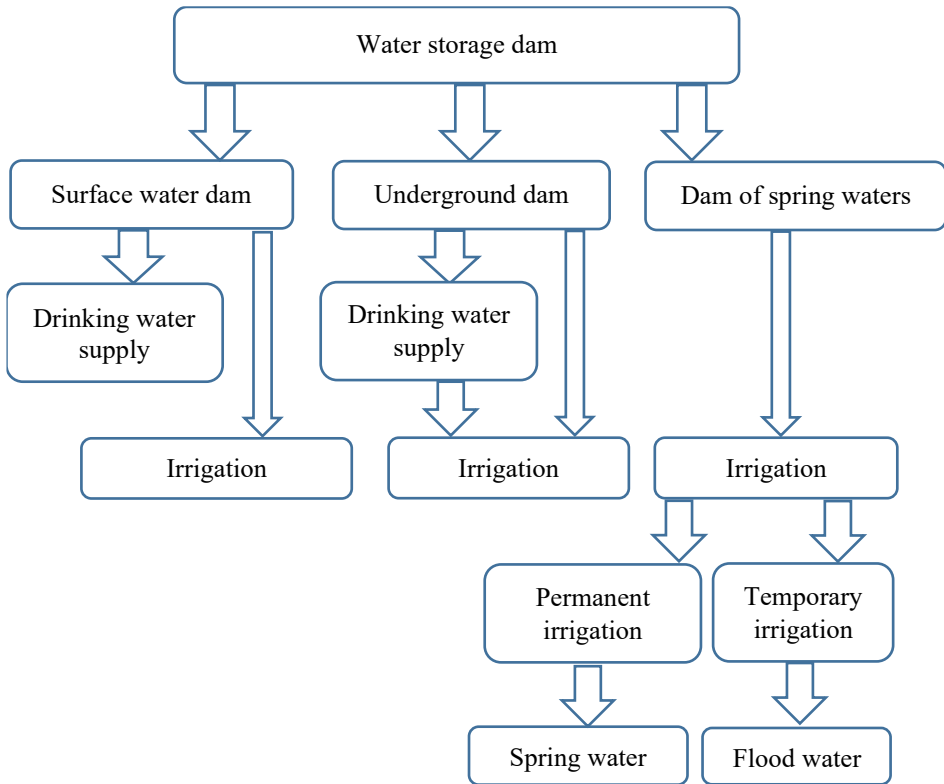 Water storage dam
Surface water dam
Underground dam
Dam of spring waters
Drinking water
supply
Drinking water
supply
Irrigation
Irrigation
Irrigation
Permanent
irrigation
Temporary
irrigation
Spring water
Flood water